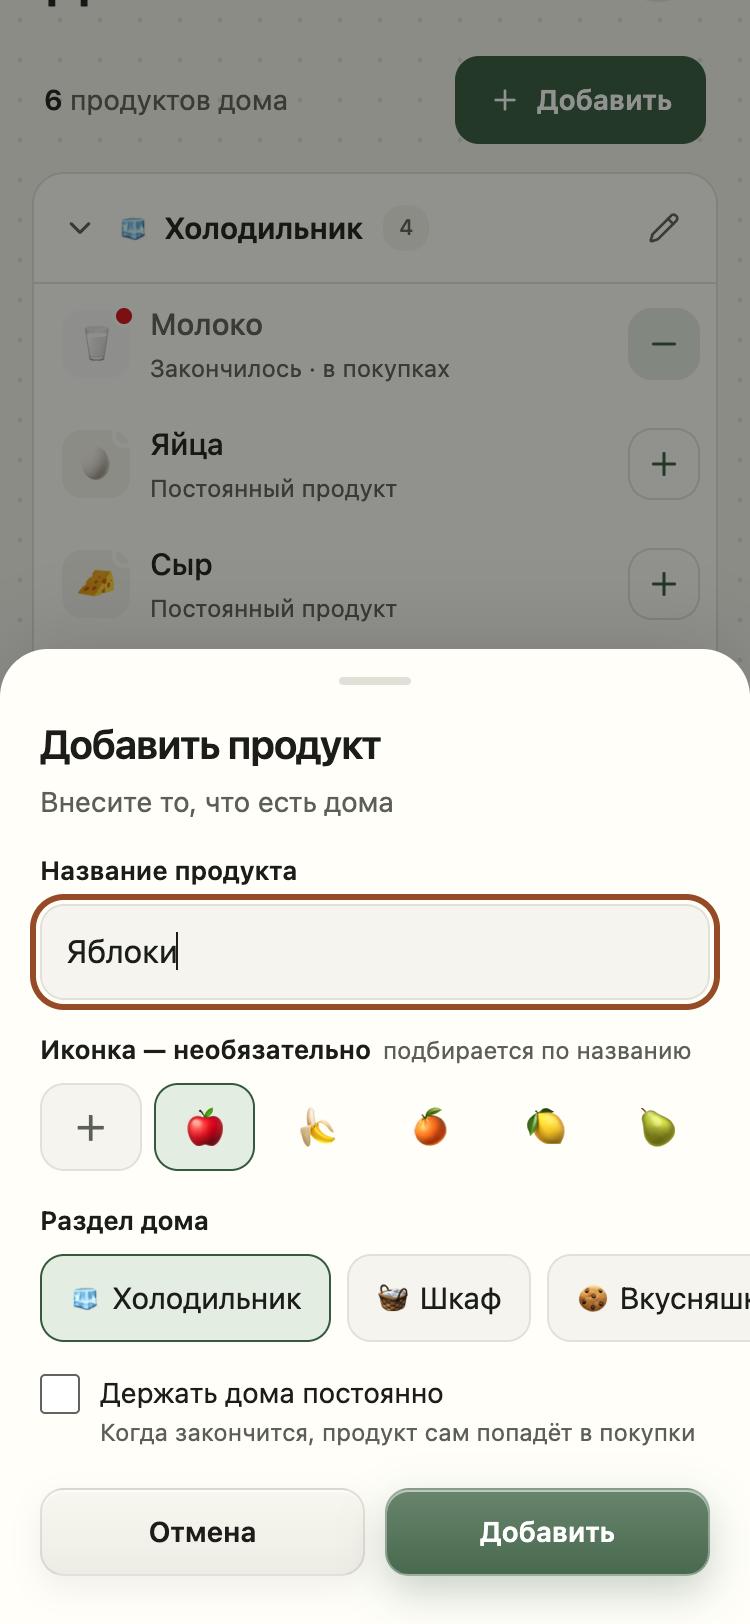 6 продуктов дома
+ Добавить
Холодильник 4
Молоко
Закончилось · в покупках
Яйца
Постоянный продукт
Сыр
Постоянный продукт
Добавить продукт
Внесите то, что есть дома
Название продукта
Яблоки
Иконка — необязательно подбирается по названию
Раздел дома
Холодильник Шкаф
Держать дома постоянно
Когда закончится, продукт сам попадёт в покупки
Отмена Добавить